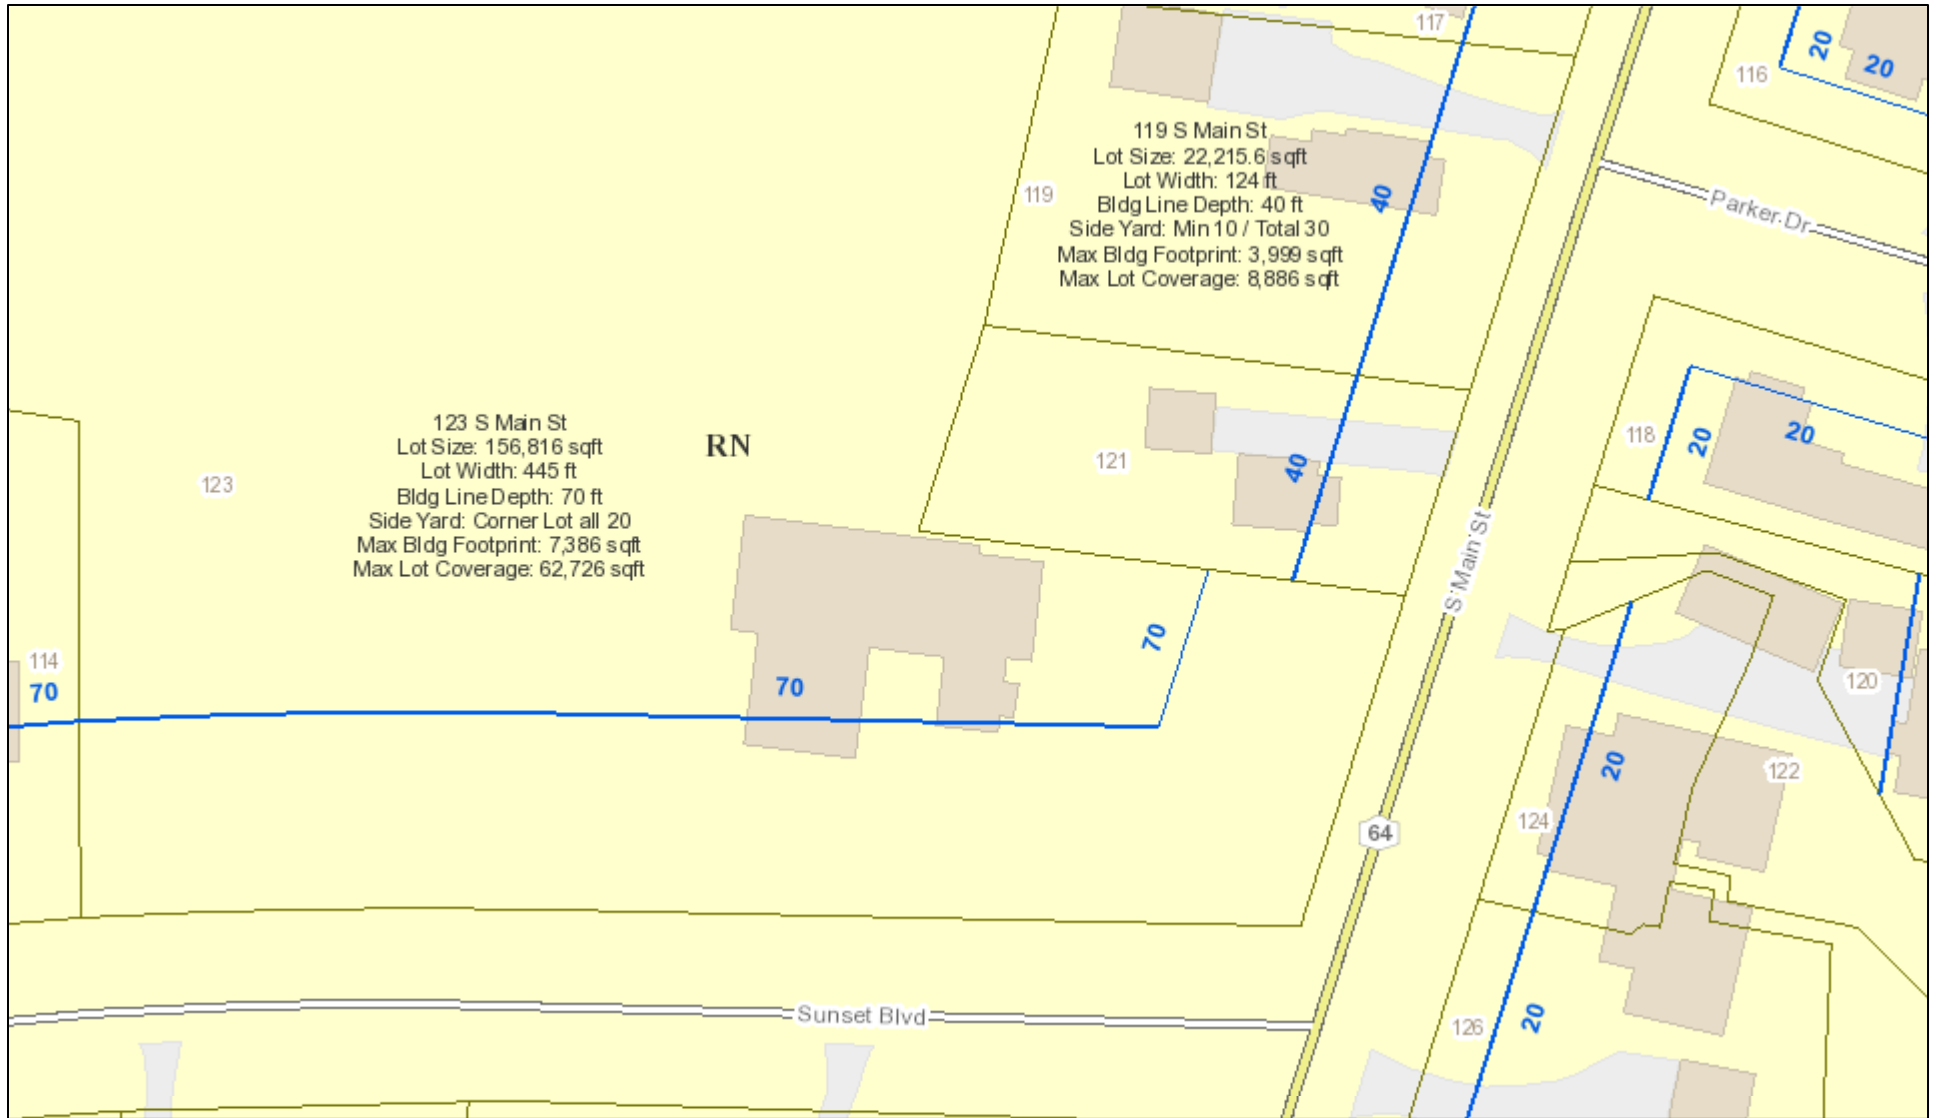 117
20
20
116
119 S Main St
Lot Size: 22,215.6 sqft
Lot Width: 124 ft
Bldg Line Depth: 40 ft
Side Yard: Min 10 / Total 30
Max Bldg Footprint: 3,999 sqft
Max Lot Coverage: 8,886 sqft
119
40
Parker Dr
123 S Main St
Lot Size: 156,816 sqft
Lot Width: 445 ft
Bldg Line Depth: 70 ft
Side Yard: Corner Lot all 20
Max Bldg Footprint: 7,386 sqft
Max Lot Coverage: 62,726 sqft
RN
123
121
40
118
20
20
S Main St
114
70
70
70
120
20
122
124
64
Sunset Blvd
126
20